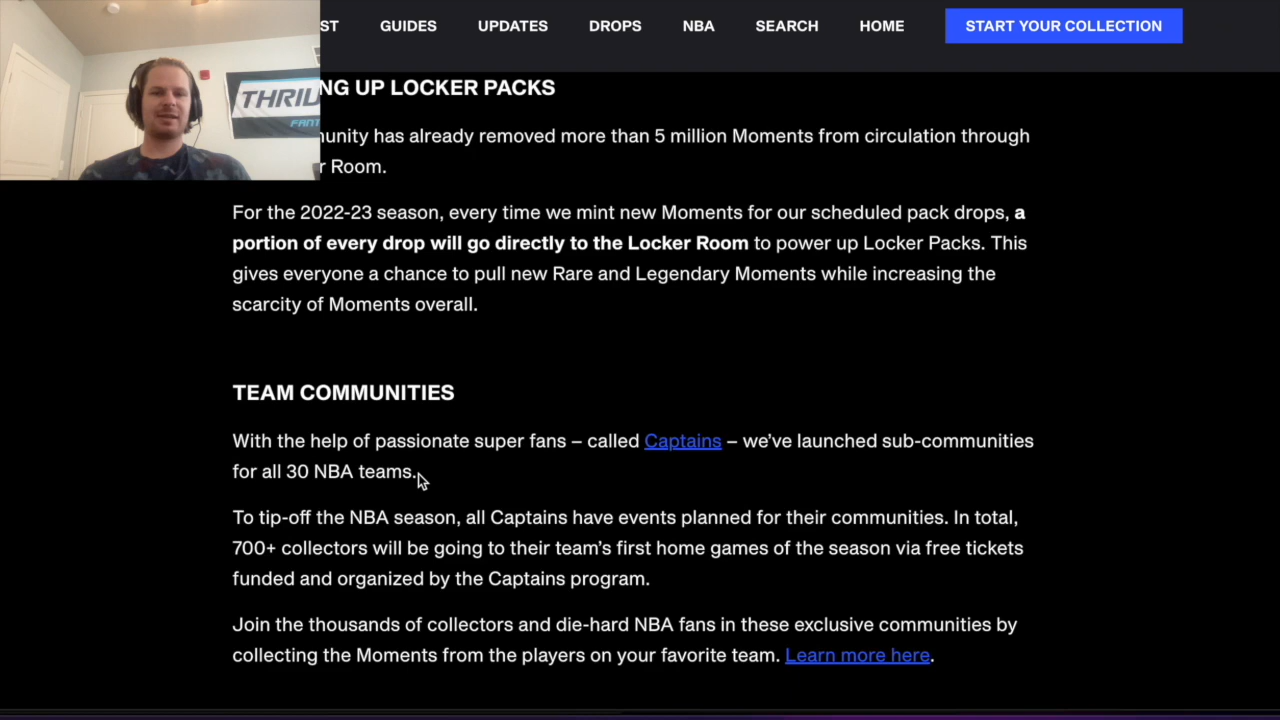 ST GUIDES UPDATES DROPS NBA SEARCH HOME START YOUR COLLECTION
THRIL
FANT
NG UP LOCKER PACKS
unity has already removed more than 5 million Moments from circulation through
r Room.
For the 2022-23 season, every time we mint new Moments for our scheduled pack drops, a
portion of every drop will go directly to the Locker Room to power up Locker Packs. This
gives everyone a chance to pull new Rare and Legendary Moments while increasing the
scarcity of Moments overall.
TEAM COMMUNITIES
With the help of passionate super fans – called Captains – we’ve launched sub-communities
for all 30 NBA teams.
To tip-off the NBA season, all Captains have events planned for their communities. In total,
700+ collectors will be going to their team’s first home games of the season via free tickets
funded and organized by the Captains program.
Join the thousands of collectors and die-hard NBA fans in these exclusive communities by
collecting the Moments from the players on your favorite team. Learn more here.